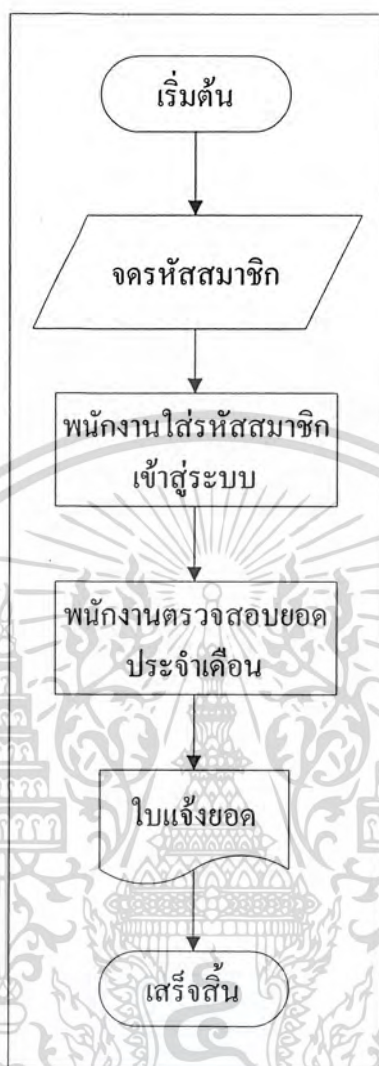 เริ่มต้น
จดรหัสสมาชิก
พนักงานใส่รหัสสมาชิก
เข้าสู่ระบบ
พนักงานตรวจสอบยอด
ประจำเดือน
ใบแจ้งยอด
เสร็จสิ้น